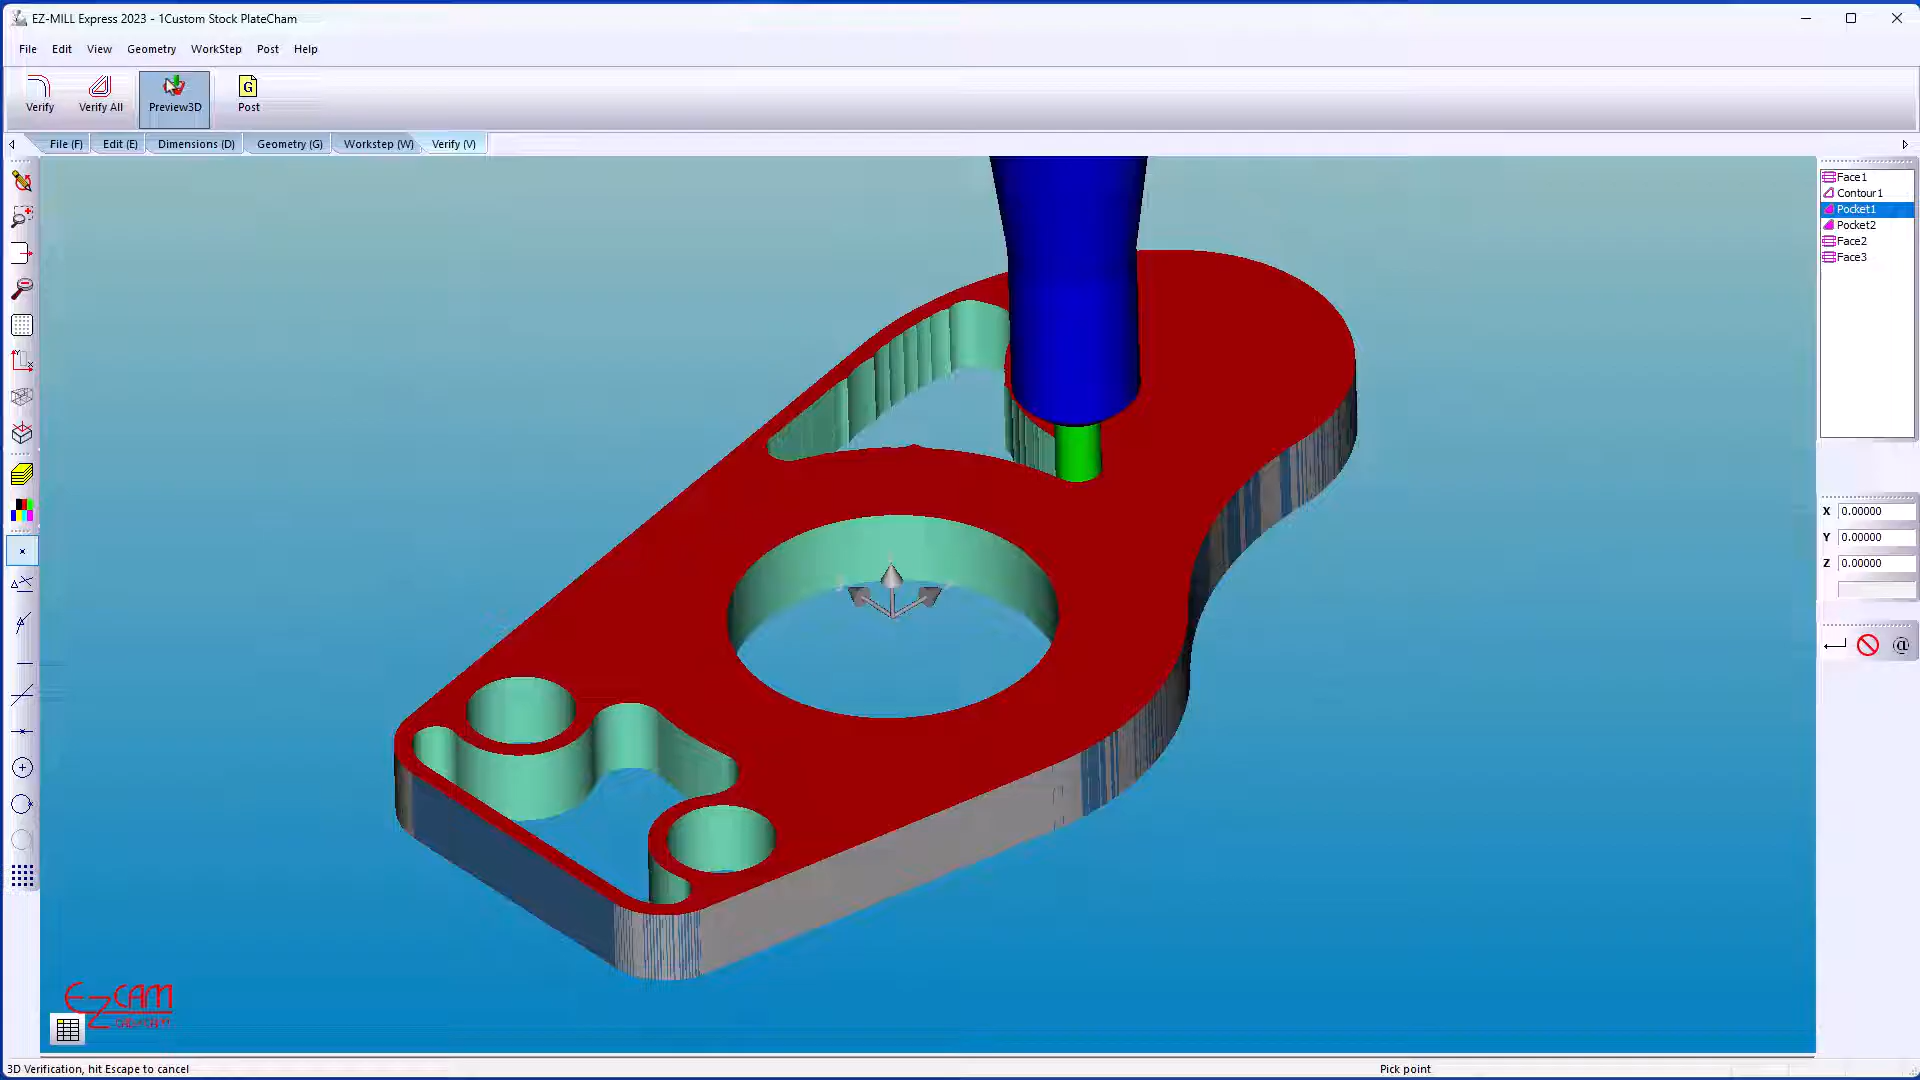 EZ-MILL Express 2023 - 1Custom Stock PlateCham
File Edit View Geometry WorkStep Post Help
Verify Verify All Preview3D G Post
File (F) Edit (E) Dimensions (D) Geometry (G) Workstep (W) Verify (V)
Face1
Contour1
Pocket1
Pocket2
Face2
Face3
X 0.00000
Y 0.00000
Z 0.00000
@
EZCAM
3D Verification, hit Escape to cancel Pick point